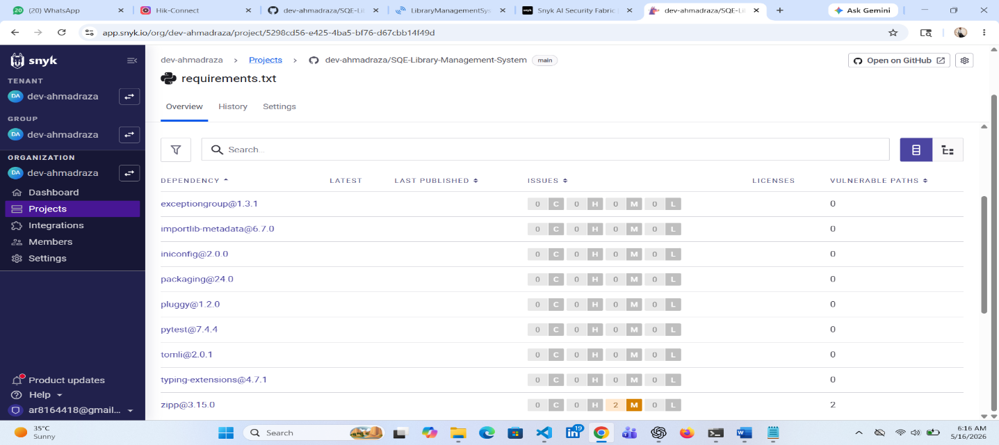 (20) WhatsApp
Hik-Connect
dev-ahmadraza/SQE-Li
LibraryManagementSys
Snyk AI Security Fabric
dev-ahmadraza/SQE-Li
Ask Gemini
app.snyk.io/org/dev-ahmadraza/project/5298cd56-e425-4ba5-bf76-d67cbb14f49d
snyk
TENANT
DA dev-ahmadraza
GROUP
DA dev-ahmadraza
ORGANIZATION
DA dev-ahmadraza
Dashboard
Projects
Integrations
Members
Settings
Product updates
Help
ar8164418@gmail...
dev-ahmadraza > Projects > dev-ahmadraza/SQE-Library-Management-System main
Open on GitHub
requirements.txt
Overview History Settings
Search...
DEPENDENCY LATEST LAST PUBLISHED ISSUES LICENSES VULNERABLE PATHS
exceptiongroup@1.3.1 0 C 0 H 0 M 0 L 0
importlib-metadata@6.7.0 0 C 0 H 0 M 0 L 0
iniconfig@2.0.0 0 C 0 H 0 M 0 L 0
packaging@24.0 0 C 0 H 0 M 0 L 0
pluggy@1.2.0 0 C 0 H 0 M 0 L 0
pytest@7.4.4 0 C 0 H 0 M 0 L 0
tomli@2.0.1 0 C 0 H 0 M 0 L 0
typing-extensions@4.7.1 0 C 0 H 0 M 0 L 0
zipp@3.15.0 0 C 0 H 2 M 0 L 2
35°C
Sunny
Search
19
6:16 AM
5/16/2026